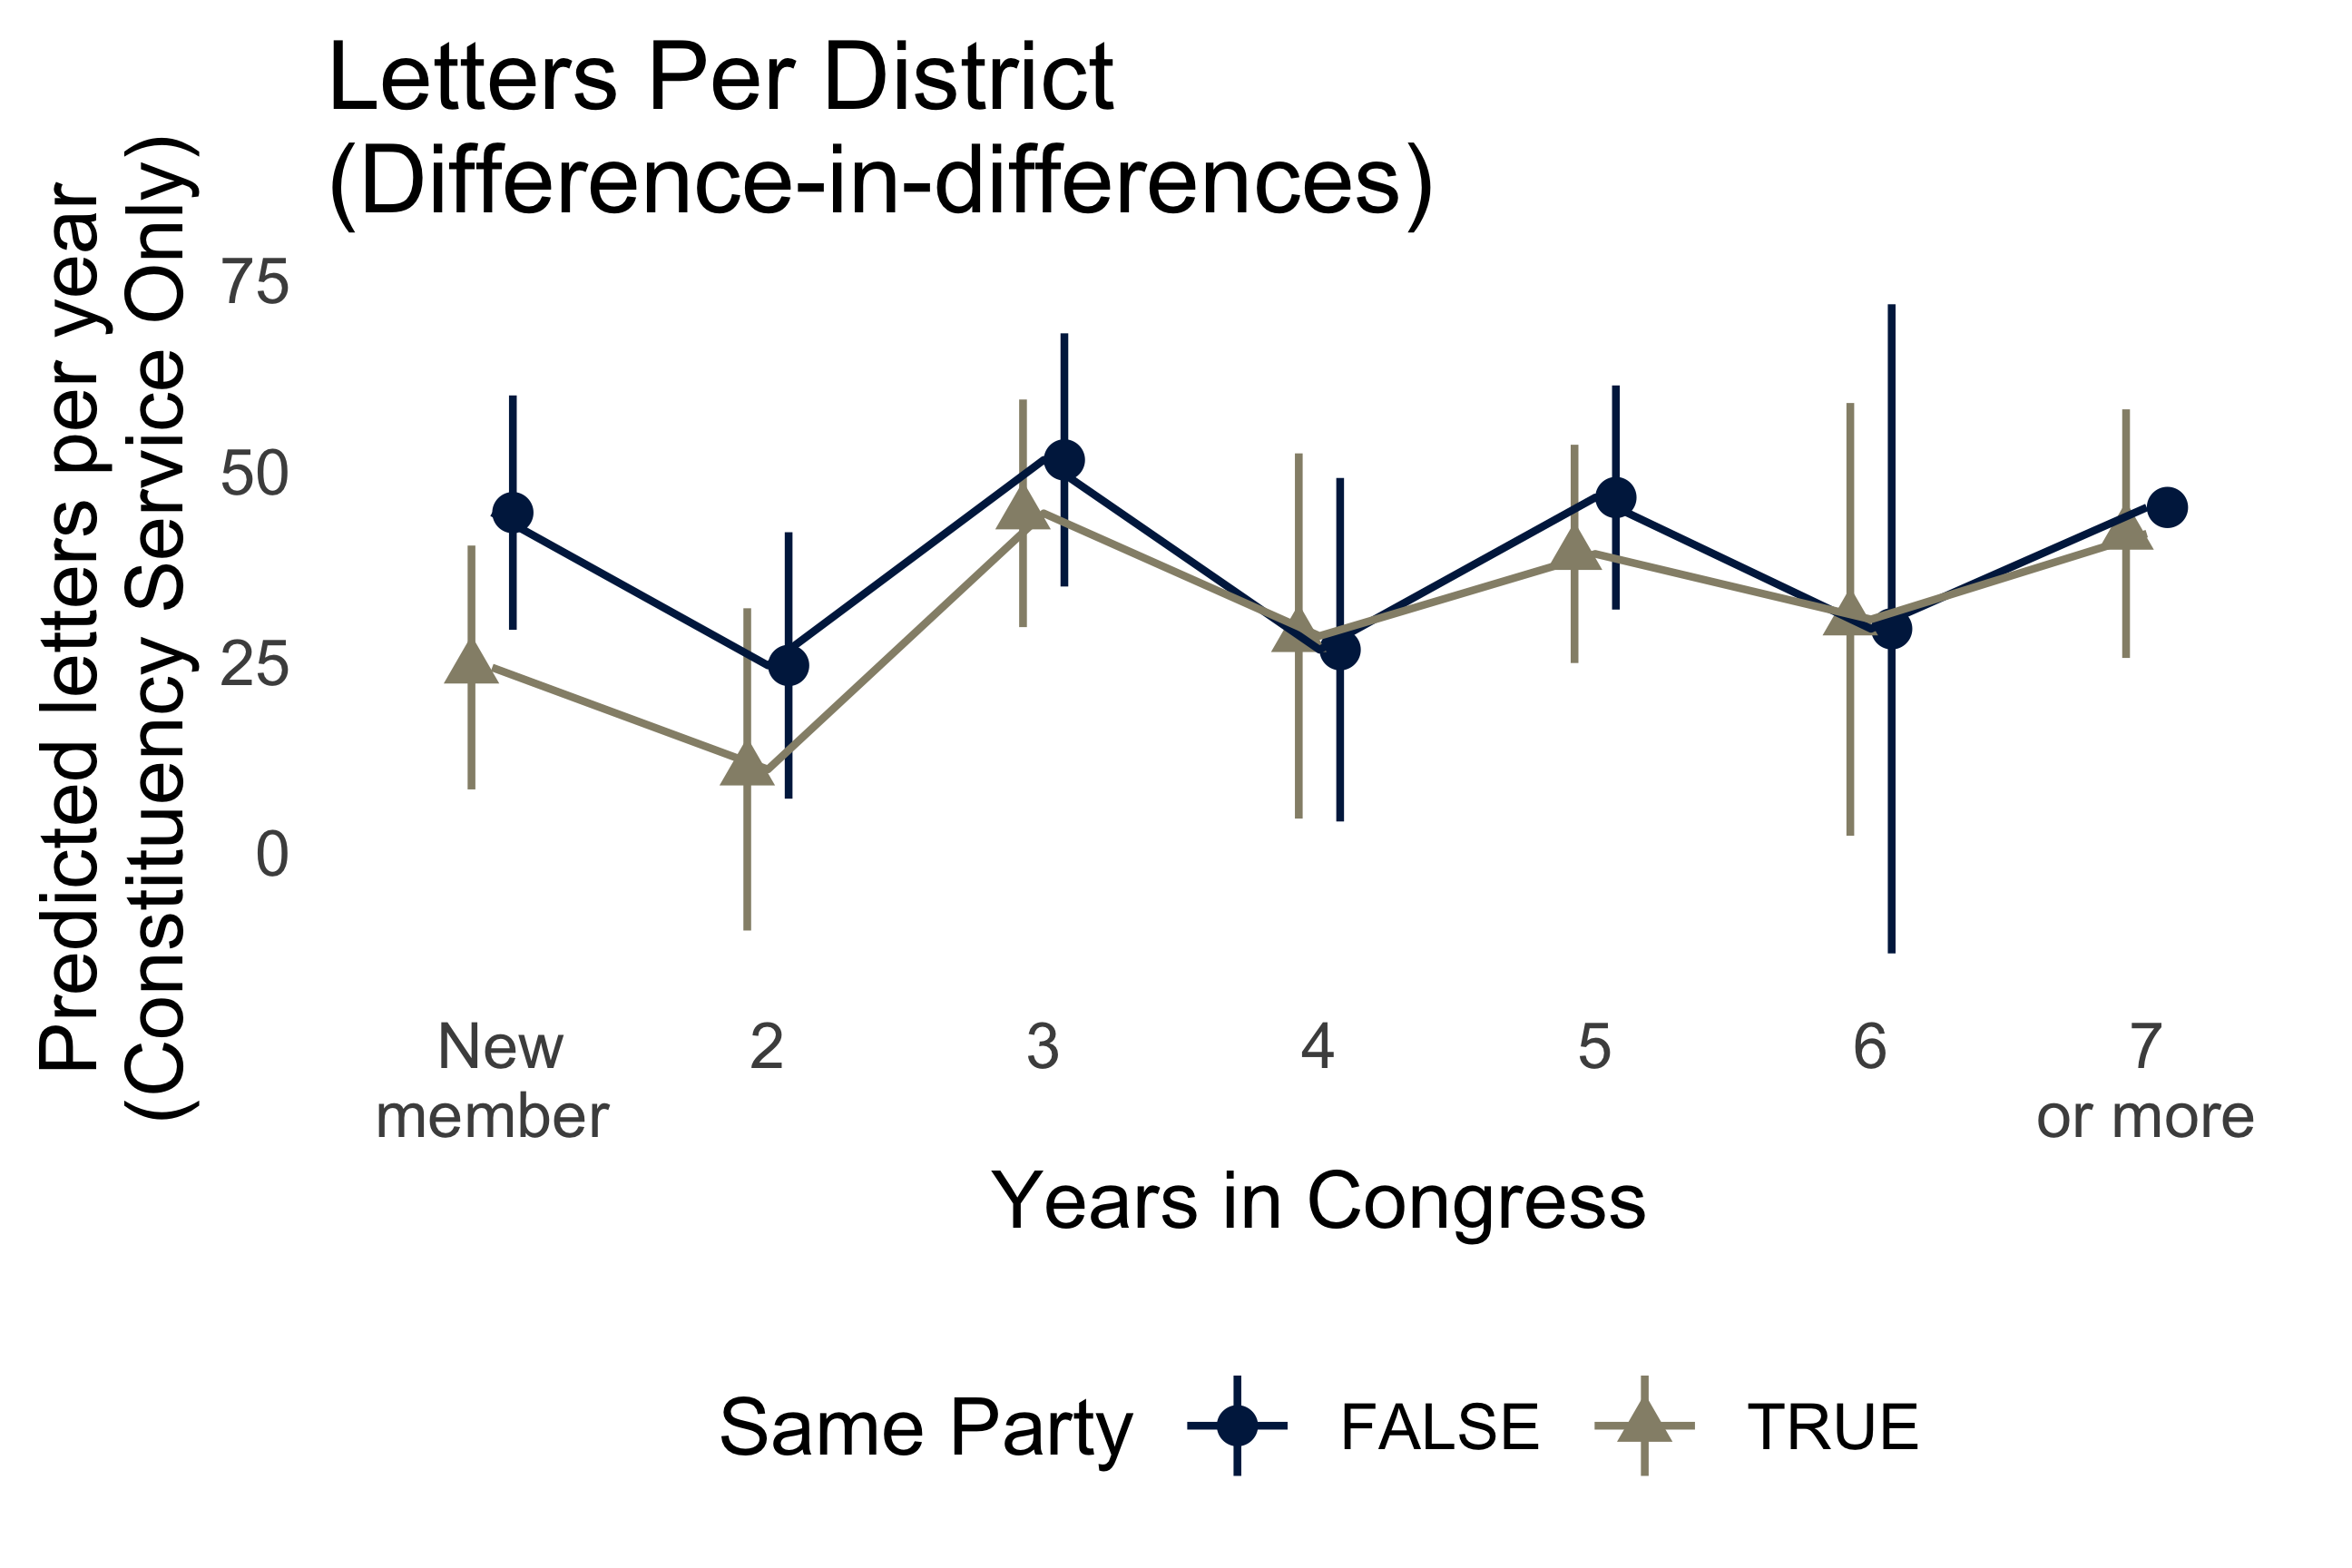 Letters Per District
(Difference-in-differences)
Predicted letters per year
(Constituency Service Only)
75
50
25
0
New
member
2
3
4
5
6
7
or more
Years in Congress
Same Party
FALSE
TRUE